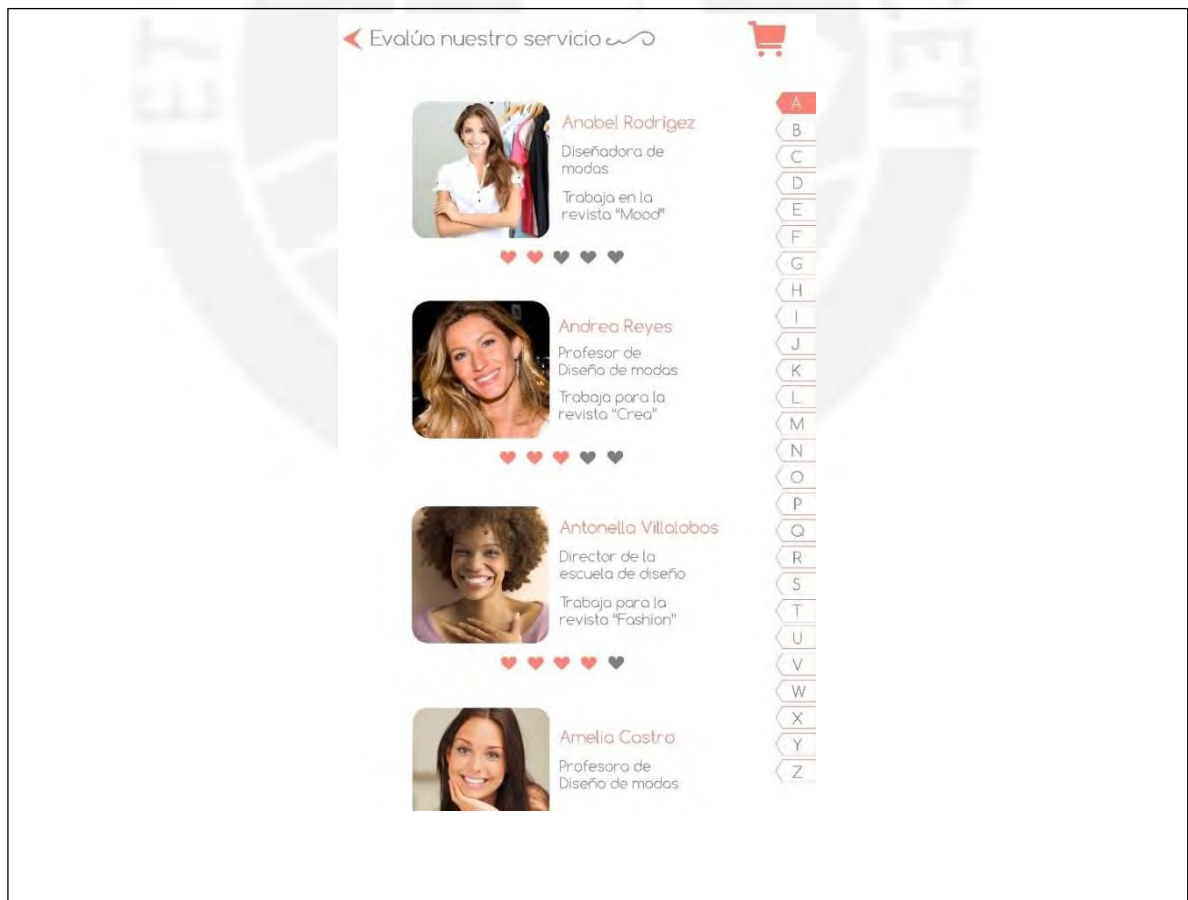 Evalúa nuestro servicio
Anabel Rodrigez
Diseñadora de
modas
Trabaja en la
revista "Mood"
Andrea Reyes
Profesor de
Diseño de modas
Trabaja para la
revista "Crea"
Antonella Villalobos
Director de la
escuela de diseño
Trabaja para la
revista "Fashion"
Amelia Castro
Profesora de
Diseño de modas
A
B
C
D
E
F
G
H
I
J
K
L
M
N
O
P
Q
R
S
T
U
V
W
X
Y
Z